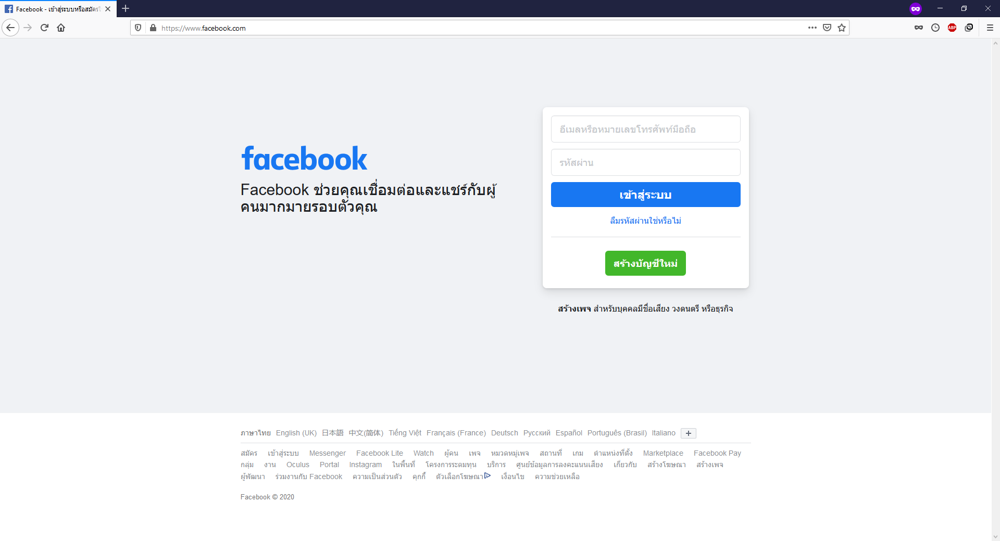 Facebook - เข้าสู่ระบบหรือสมัครใ
https://www.facebook.com
ABP
facebook
Facebook ช่วยคุณเชื่อมต่อและแชร์กับผู้
คนมากมายรอบตัวคุณ
อีเมลหรือหมายเลขโทรศัพท์มือถือ
รหัสผ่าน
เข้าสู่ระบบ
ลืมรหัสผ่านใช่หรือไม่
สร้างบัญชีใหม่
สร้างเพจ สำหรับบุคคลมีชื่อเสียง วงดนตรี หรือธุรกิจ
ภาษาไทย English (UK) 日本語 中文(简体) Tiếng Việt Français (France) Deutsch Русский Español Português (Brasil) Italiano
สมัคร เข้าสู่ระบบ Messenger Facebook Lite Watch ผู้คน เพจ หมวดหมู่เพจ สถานที่ เกม ตำแหน่งที่ตั้ง Marketplace Facebook Pay
กลุ่ม งาน Oculus Portal Instagram ในพื้นที่ โครงการระดมทุน บริการ ศูนย์ข้อมูลการลงคะแนนเสียง เกี่ยวกับ สร้างโฆษณา สร้างเพจ
ผู้พัฒนา ร่วมงานกับ Facebook ความเป็นส่วนตัว คุกกี้ ตัวเลือกโฆษณา เงื่อนไข ความช่วยเหลือ
Facebook © 2020